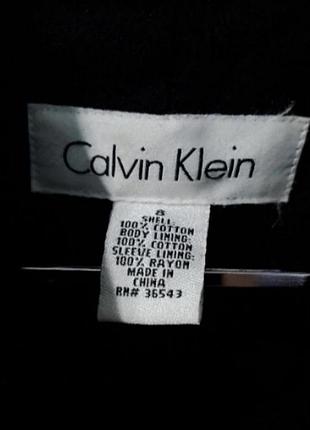 Calvin Klein
8
SHELL:
100% COTTON
BODY LINING:
100% COTTON
SLEEVE LINING:
100% RAYON
MADE IN
CHINA
RN# 36543